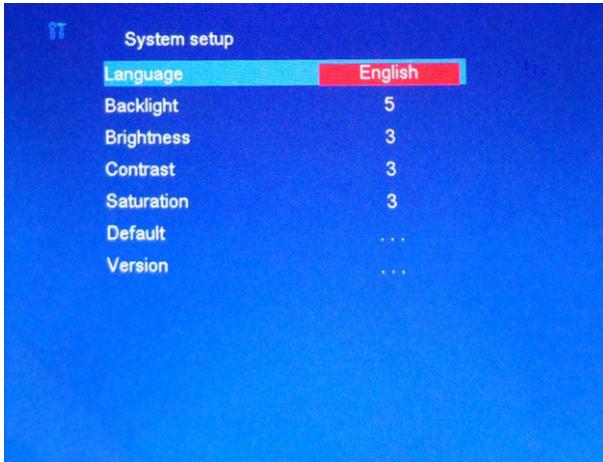 System setup
Language English
Backlight 5
Brightness 3
Contrast 3
Saturation 3
Default ...
Version ...